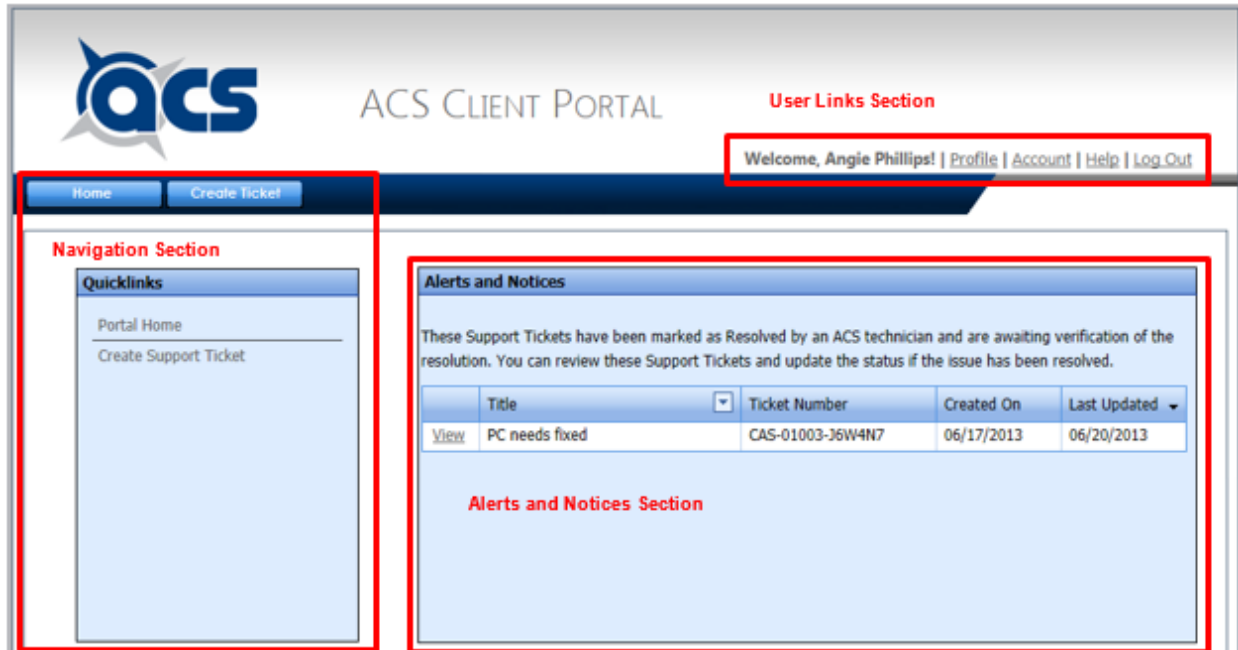 acs
ACS CLIENT PORTAL
User Links Section
Welcome, Angie Phillips! | Profile | Account | Help | Log Out
Home Create Ticket
Navigation Section
Quicklinks
Portal Home
Create Support Ticket
Alerts and Notices
These Support Tickets have been marked as Resolved by an ACS technician and are awaiting verification of the
resolution. You can review these Support Tickets and update the status if the issue has been resolved.
Title Ticket Number Created On Last Updated
View PC needs fixed CAS-01003-J6W4N7 06/17/2013 06/20/2013
Alerts and Notices Section